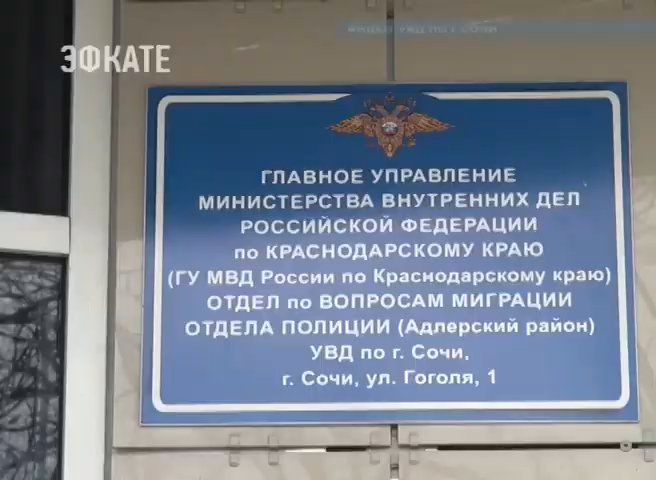 ЭФКАТЕ
ГЛАВНОЕ УПРАВЛЕНИЕ
МИНИСТЕРСТВА ВНУТРЕННИХ ДЕЛ
РОССИЙСКОЙ ФЕДЕРАЦИИ
по КРАСНОДАРСКОМУ КРАЮ
(ГУ МВД России по Краснодарскому краю)
ОТДЕЛ по ВОПРОСАМ МИГРАЦИИ
ОТДЕЛА ПОЛИЦИИ (Адлерский район)
УВД по г. Сочи,
г. Сочи, ул. Гоголя, 1